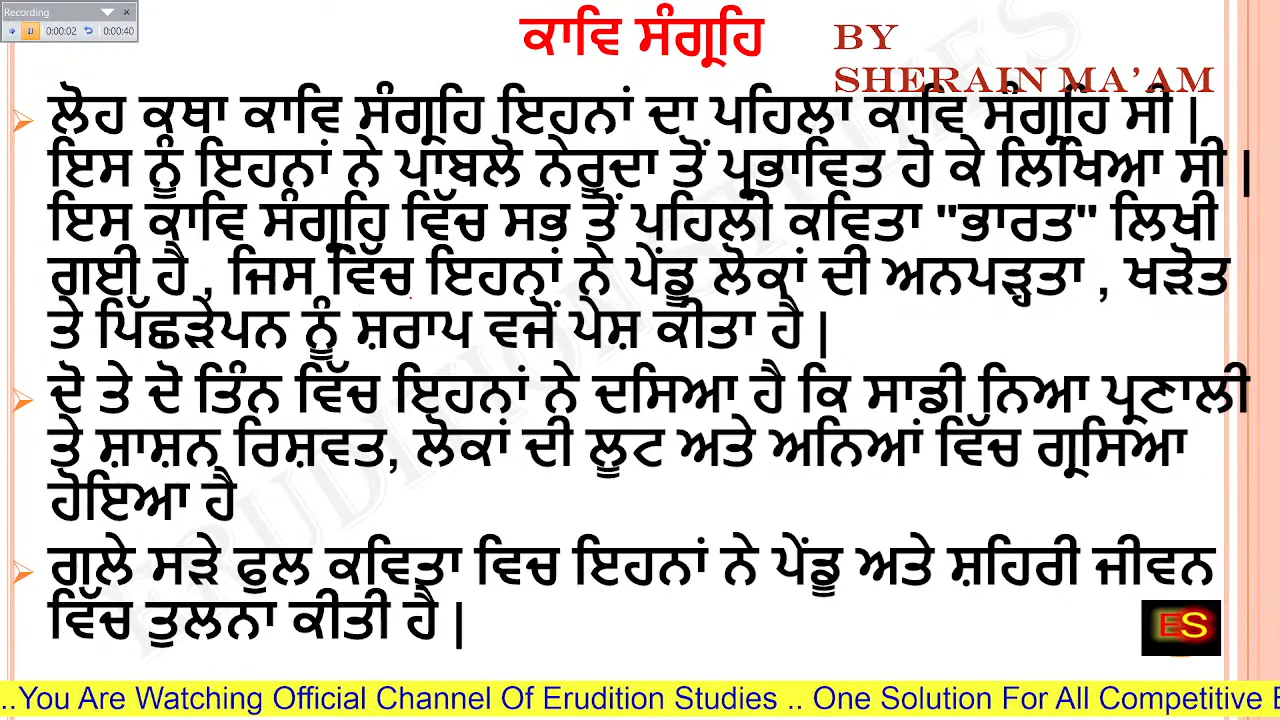 Recording
0:00:02 0:00:40
ਕਾਵਿ ਸੰਗ੍ਰਹਿ
BY
SHERAIN MA'AM
ਲੋਹ ਕਥਾ ਕਾਵਿ ਸੰਗ੍ਰਹਿ ਇਹਨਾਂ ਦਾ ਪਹਿਲਾ ਕਾਵਿ ਸੰਗ੍ਰਹਿ ਸੀ |
ਇਸ ਨੂੰ ਇਹਨਾਂ ਨੇ ਪਾਬਲੋ ਨੇਰੂਦਾ ਤੋਂ ਪ੍ਰਭਾਵਿਤ ਹੋ ਕੇ ਲਿਖਿਆ ਸੀ |
ਇਸ ਕਾਵਿ ਸੰਗ੍ਰਹਿ ਵਿੱਚ ਸਭ ਤੋਂ ਪਹਿਲੀ ਕਵਿਤਾ "ਭਾਰਤ" ਲਿਖੀ
ਗਈ ਹੈ , ਜਿਸ ਵਿੱਚ ਇਹਨਾਂ ਨੇ ਪੇਂਡੂ ਲੋਕਾਂ ਦੀ ਅਨਪੜ੍ਹਤਾ , ਖੜੋਤ
ਤੇ ਪਿੱਛੜੇਪਨ ਨੂੰ ਸ਼ਰਾਪ ਵਜੋਂ ਪੇਸ਼ ਕੀਤਾ ਹੈ |
ਦੋ ਤੇ ਦੋ ਤਿੰਨ ਵਿੱਚ ਇਹਨਾਂ ਨੇ ਦਸਿਆ ਹੈ ਕਿ ਸਾਡੀ ਨਿਆ ਪ੍ਰਣਾਲੀ
ਤੇ ਸ਼ਾਸ਼ਨ ਰਿਸ਼ਵਤ, ਲੋਕਾਂ ਦੀ ਲੂਟ ਅਤੇ ਅਨਿਆਂ ਵਿੱਚ ਗ੍ਰਸਿਆ
ਹੋਇਆ ਹੈ
ਗਲੇ ਸੜੇ ਫੁਲ ਕਵਿਤਾ ਵਿਚ ਇਹਨਾਂ ਨੇ ਪੇਂਡੂ ਅਤੇ ਸ਼ਹਿਰੀ ਜੀਵਨ
ਵਿੱਚ ਤੁਲਨਾ ਕੀਤੀ ਹੈ |
ES
..You Are Watching Official Channel Of Erudition Studies .. One Solution For All Competitive